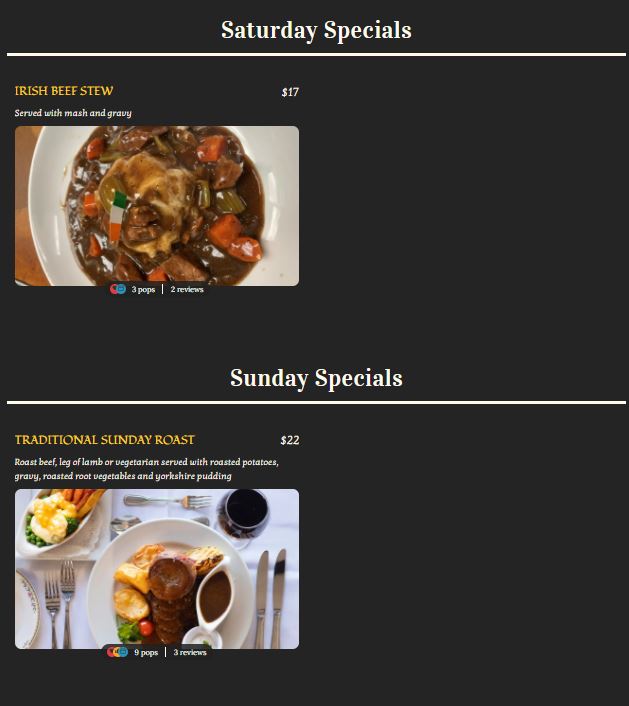 Saturday Specials
IRISH BEEF STEW $17
Served with mash and gravy
3 pops | 2 reviews
Sunday Specials
TRADITIONAL SUNDAY ROAST $22
Roast beef, leg of lamb or vegetarian served with roasted potatoes,
gravy, roasted root vegetables and yorkshire pudding
9 pops | 3 reviews